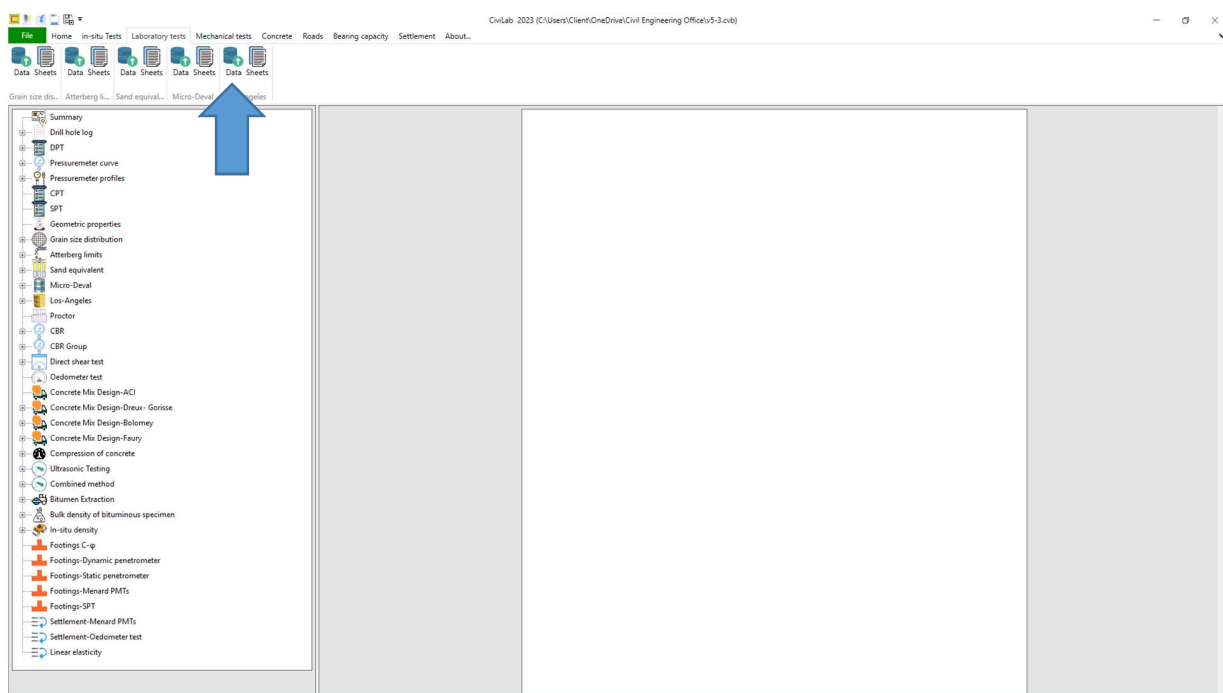 CiviLab 2023 (C:\Users\Client\OneDrive\Civil Engineering Office\v5-3.cvb)
File Home in-situ Tests Laboratory tests Mechanical tests Concrete Roads Bearing capacity Settlement About...
Data Sheets Data Sheets Data Sheets Data Sheets Data Sheets
Grain size dis... Atterberg li... Sand equival... Micro-Deval geles
Summary
Drill hole log
DPT
Pressuremeter curve
Pressuremeter profiles
CPT
SPT
Geometric properties
Grain size distribution
Atterberg limits
Sand equivalent
Micro-Deval
Los-Angeles
Proctor
CBR
CBR Group
Direct shear test
Oedometer test
Concrete Mix Design-ACI
Concrete Mix Design-Dreux- Gorisse
Concrete Mix Design-Bolomey
Concrete Mix Design-Faury
Compression of concrete
Ultrasonic Testing
Combined method
Bitumen Extraction
Bulk density of bituminous specimen
In-situ density
Footings C-φ
Footings-Dynamic penetrometer
Footings-Static penetrometer
Footings-Menard PMTs
Footings-SPT
Settlement-Menard PMTs
Settlement-Oedometer test
Linear elasticity